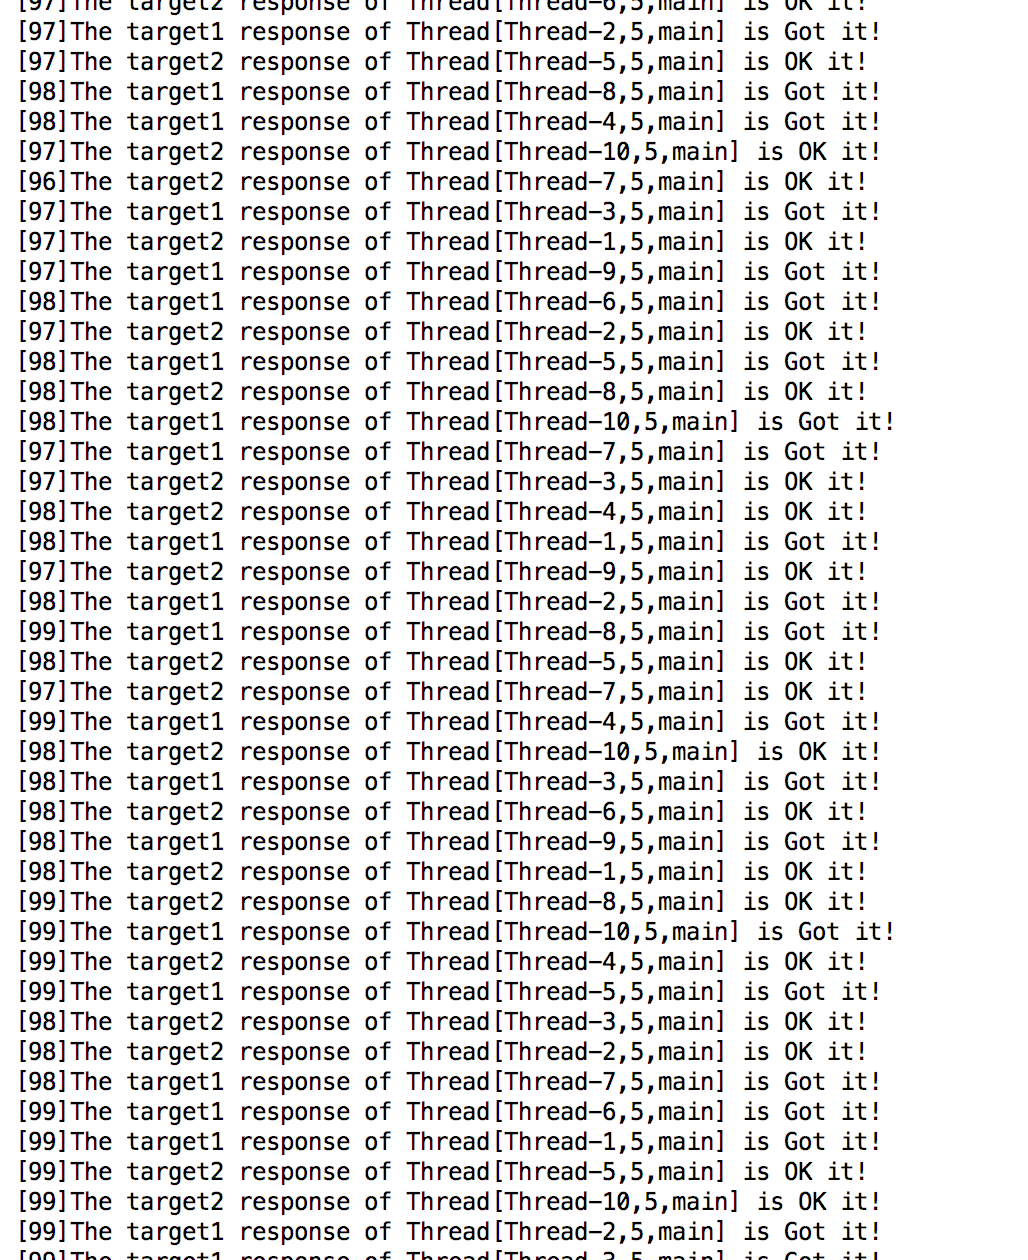 [97]The target2 response of Thread[Thread-6,5,main] is OK it!
[97]The target1 response of Thread[Thread-2,5,main] is Got it!
[97]The target2 response of Thread[Thread-5,5,main] is OK it!
[98]The target1 response of Thread[Thread-8,5,main] is Got it!
[98]The target1 response of Thread[Thread-4,5,main] is Got it!
[97]The target2 response of Thread[Thread-10,5,main] is OK it!
[96]The target2 response of Thread[Thread-7,5,main] is OK it!
[97]The target1 response of Thread[Thread-3,5,main] is Got it!
[97]The target2 response of Thread[Thread-1,5,main] is OK it!
[97]The target1 response of Thread[Thread-9,5,main] is Got it!
[98]The target1 response of Thread[Thread-6,5,main] is Got it!
[97]The target2 response of Thread[Thread-2,5,main] is OK it!
[98]The target1 response of Thread[Thread-5,5,main] is Got it!
[98]The target2 response of Thread[Thread-8,5,main] is OK it!
[98]The target1 response of Thread[Thread-10,5,main] is Got it!
[97]The target1 response of Thread[Thread-7,5,main] is Got it!
[97]The target2 response of Thread[Thread-3,5,main] is OK it!
[98]The target2 response of Thread[Thread-4,5,main] is OK it!
[98]The target1 response of Thread[Thread-1,5,main] is Got it!
[97]The target2 response of Thread[Thread-9,5,main] is OK it!
[98]The target1 response of Thread[Thread-2,5,main] is Got it!
[99]The target1 response of Thread[Thread-8,5,main] is Got it!
[98]The target2 response of Thread[Thread-5,5,main] is OK it!
[97]The target2 response of Thread[Thread-7,5,main] is OK it!
[99]The target1 response of Thread[Thread-4,5,main] is Got it!
[98]The target2 response of Thread[Thread-10,5,main] is OK it!
[98]The target1 response of Thread[Thread-3,5,main] is Got it!
[98]The target2 response of Thread[Thread-6,5,main] is OK it!
[98]The target1 response of Thread[Thread-9,5,main] is Got it!
[98]The target2 response of Thread[Thread-1,5,main] is OK it!
[99]The target2 response of Thread[Thread-8,5,main] is OK it!
[99]The target1 response of Thread[Thread-10,5,main] is Got it!
[99]The target2 response of Thread[Thread-4,5,main] is OK it!
[99]The target1 response of Thread[Thread-5,5,main] is Got it!
[98]The target2 response of Thread[Thread-3,5,main] is OK it!
[98]The target2 response of Thread[Thread-2,5,main] is OK it!
[98]The target1 response of Thread[Thread-7,5,main] is Got it!
[99]The target1 response of Thread[Thread-6,5,main] is Got it!
[99]The target1 response of Thread[Thread-1,5,main] is Got it!
[99]The target2 response of Thread[Thread-5,5,main] is OK it!
[99]The target2 response of Thread[Thread-10,5,main] is OK it!
[99]The target1 response of Thread[Thread-2,5,main] is Got it!
[99]The target1 response of Thread[Thread-3,5,main] is Got it!